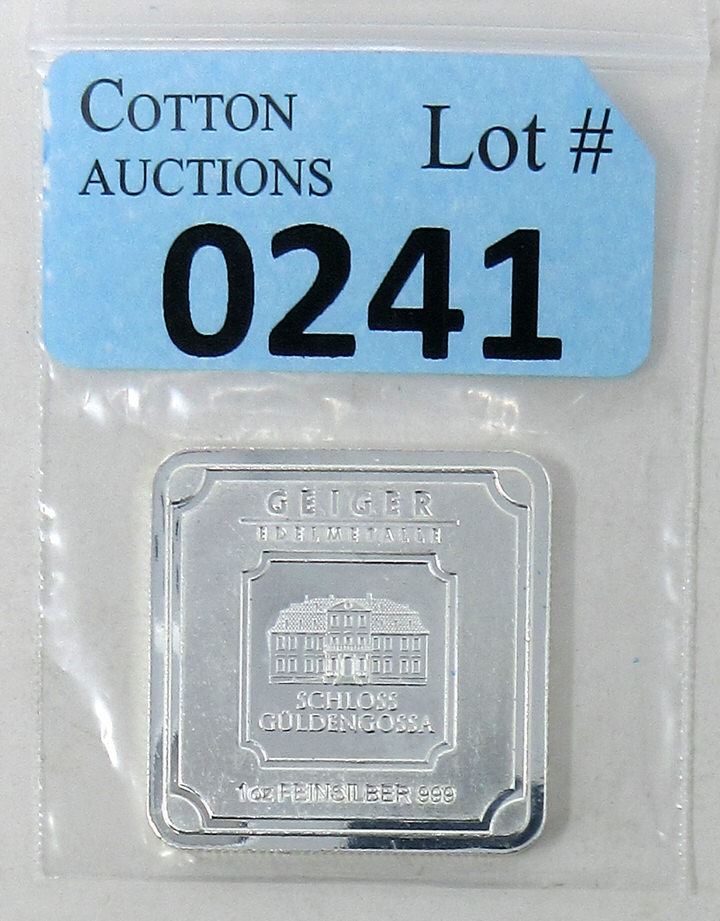 COTTON
AUCTIONS
Lot #
0241
GEIGER
EDELMETALLE
SCHLOSS
GÜLDENGOSSA
1oz FEINSILBER 999